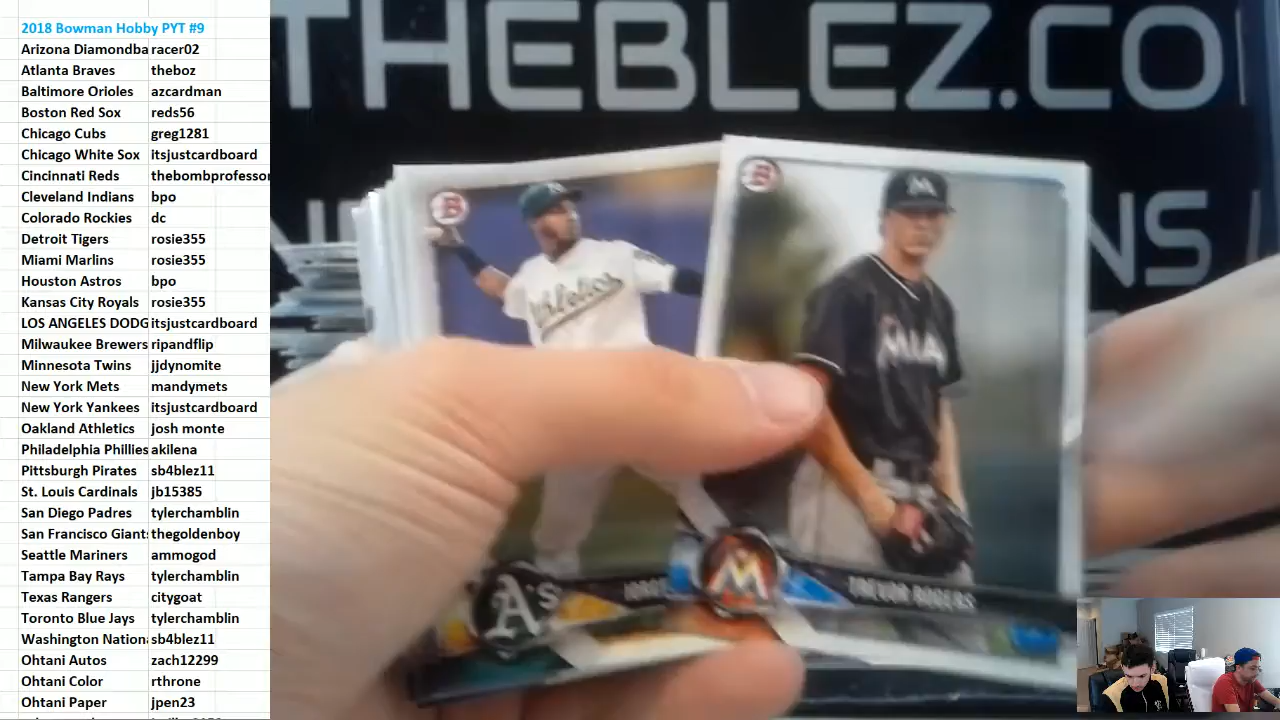 2018 Bowman Hobby PYT #9
Arizona Diamondba racer02
Atlanta Braves theboz
Baltimore Orioles azcardman
Boston Red Sox reds56
Chicago Cubs greg1281
Chicago White Sox itsjustcardboard
Cincinnati Reds thebombprofessor
Cleveland Indians bpo
Colorado Rockies dc
Detroit Tigers rosie355
Miami Marlins rosie355
Houston Astros bpo
Kansas City Royals rosie355
LOS ANGELES DODG itsjustcardboard
Milwaukee Brewers ripandflip
Minnesota Twins jjdynomite
New York Mets mandymets
New York Yankees itsjustcardboard
Oakland Athletics josh monte
Philadelphia Phillies akilena
Pittsburgh Pirates sb4blez11
St. Louis Cardinals jb15385
San Diego Padres tylerchamblin
San Francisco Giants thegoldenboy
Seattle Mariners ammogod
Tampa Bay Rays tylerchamblin
Texas Rangers citygoat
Toronto Blue Jays tylerchamblin
Washington Nation sb4blez11
Ohtani Autos zach12299
Ohtani Color rthrone
Ohtani Paper jpen23
THEBLEZ.CO
NS
B
B
M
Athletics
MIA
A's
M
TREVOR ROGERS